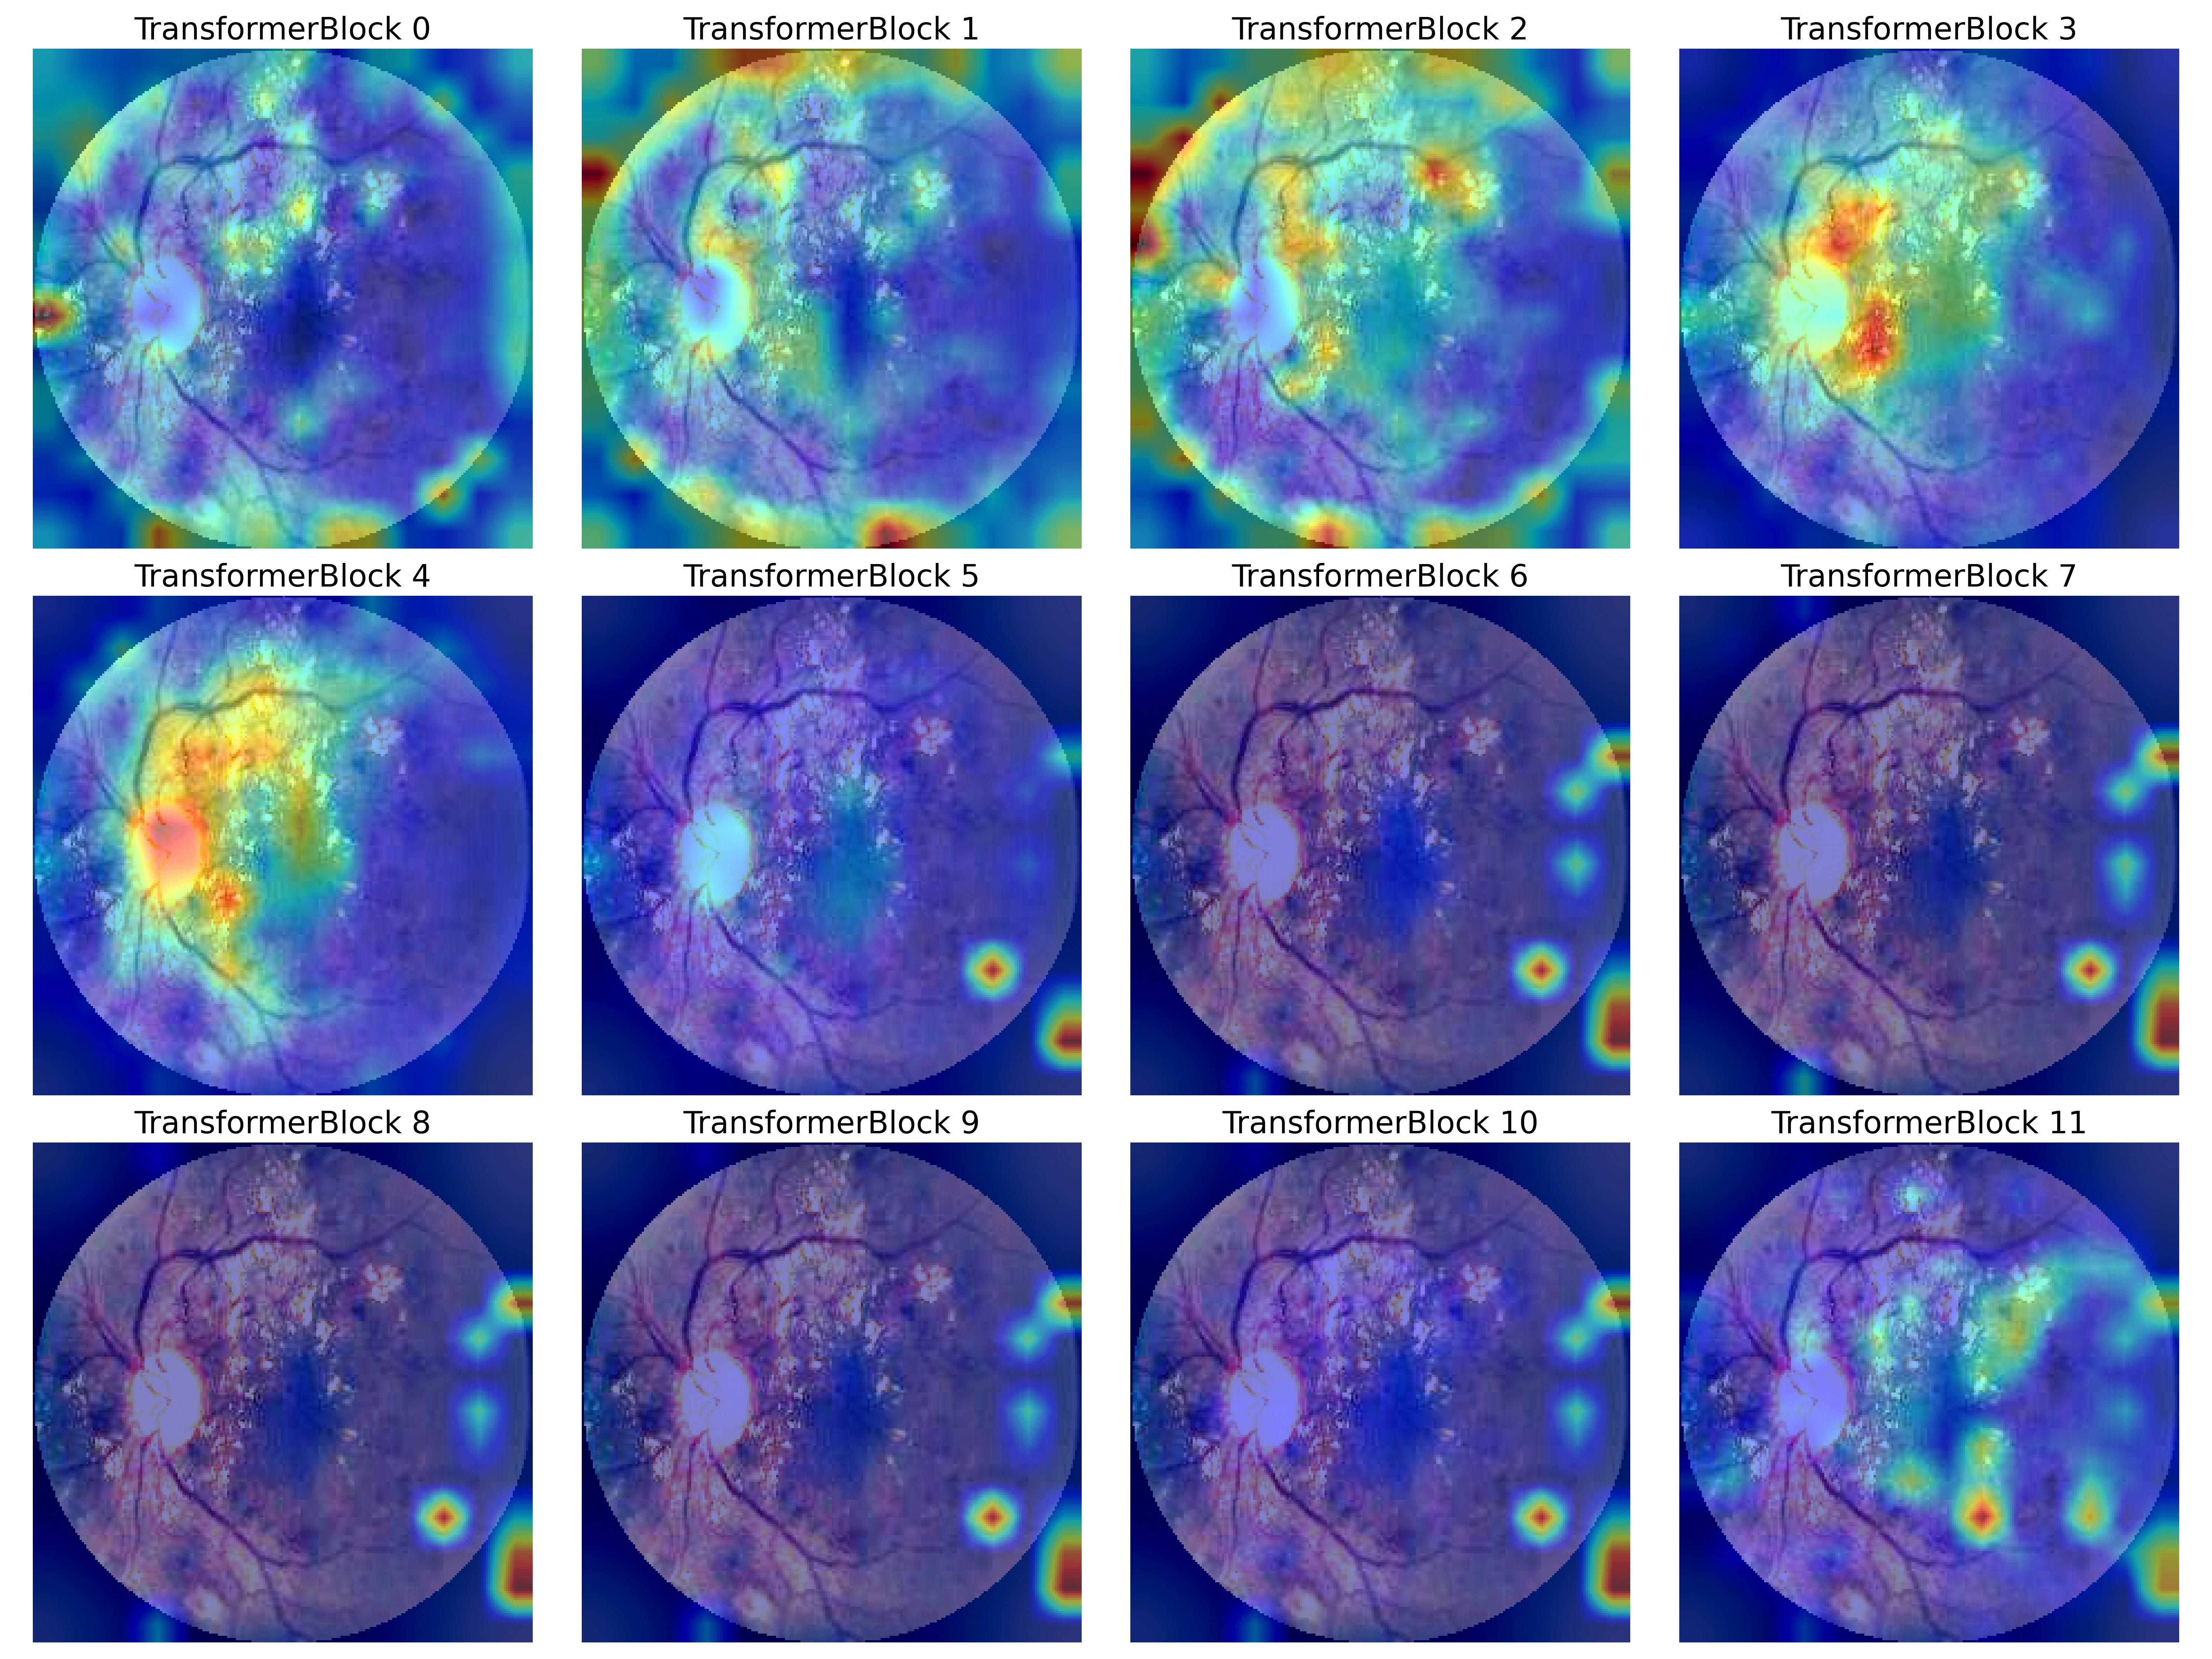 TransformerBlock 0
TransformerBlock 1
TransformerBlock 2
TransformerBlock 3
TransformerBlock 4
TransformerBlock 5
TransformerBlock 6
TransformerBlock 7
TransformerBlock 8
TransformerBlock 9
TransformerBlock 10
TransformerBlock 11